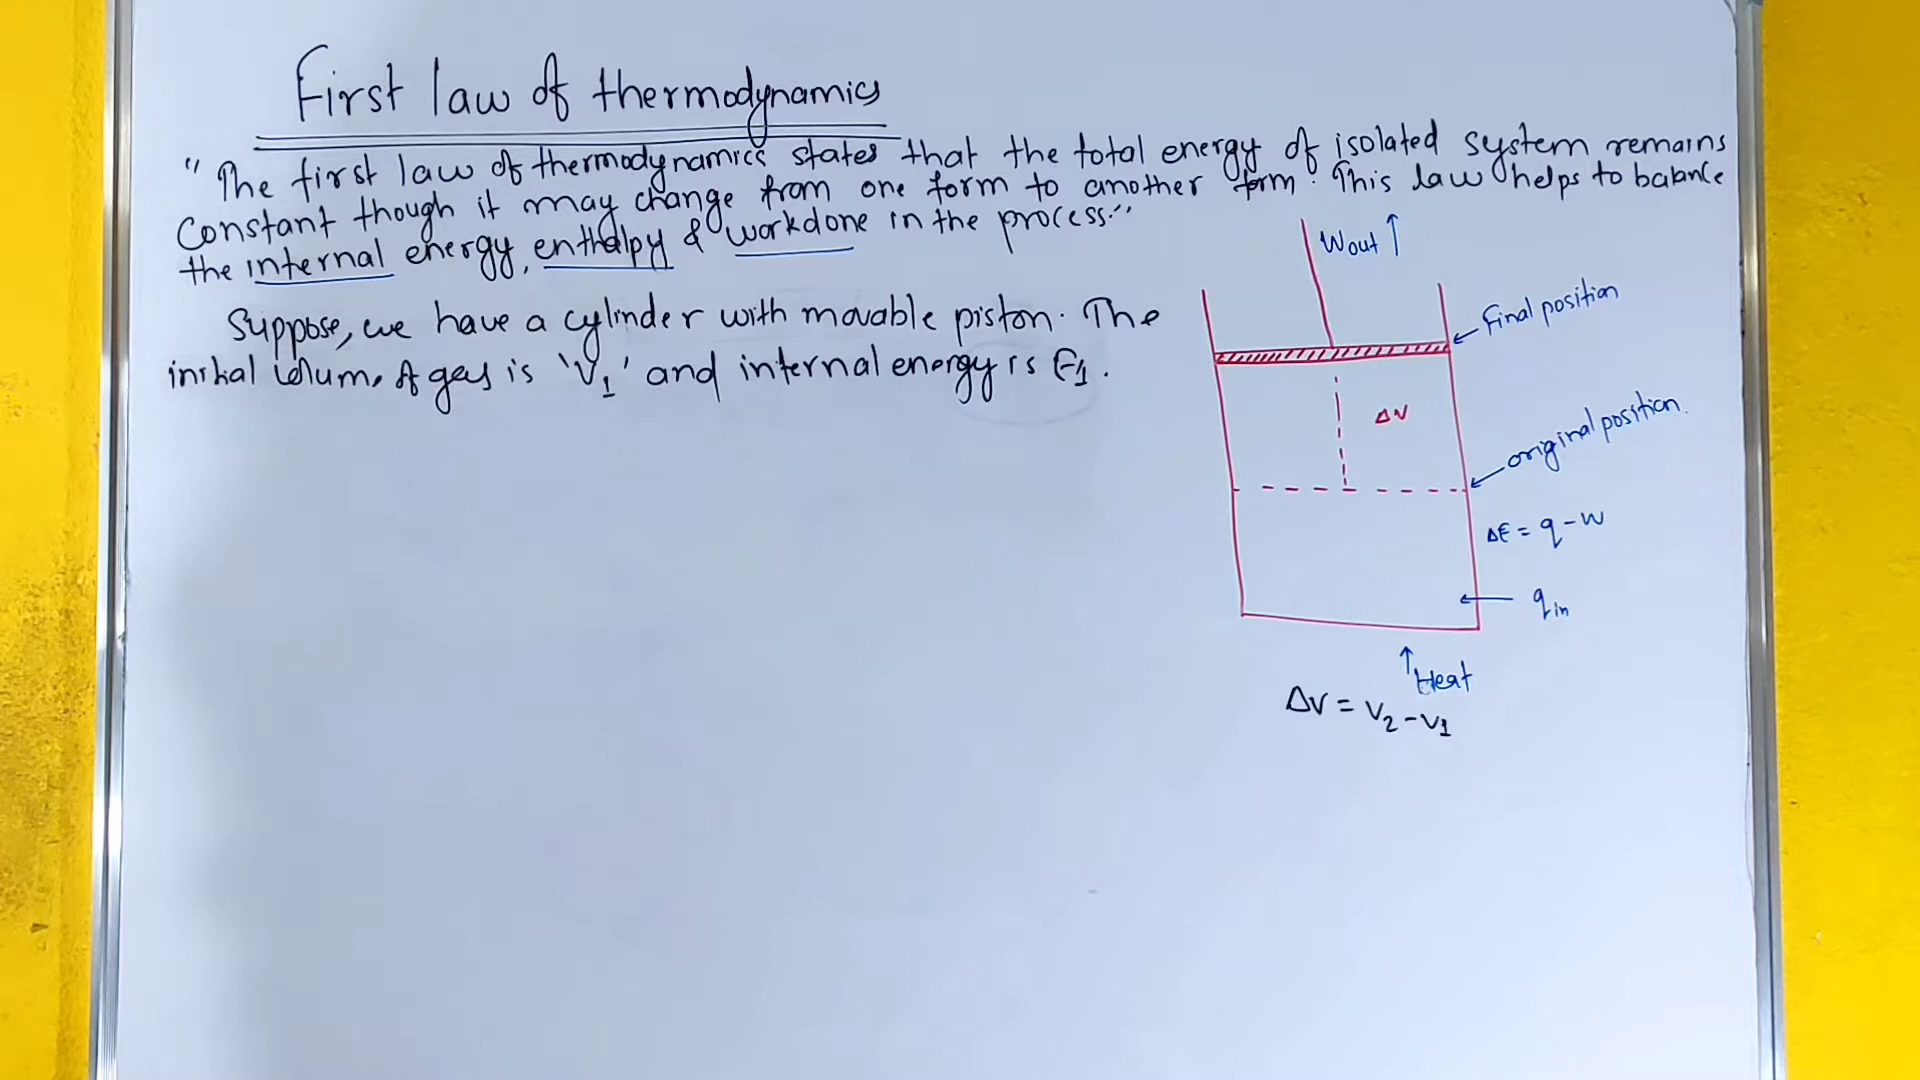 First law of thermodynamics
"The first law of thermodynamics states that the total energy of isolated system remains
constant though it may change from one form to another form. This law helps to balance
the internal energy, enthalpy & workdone in the process."
Suppose, we have a cylinder with movable piston. The
initial volume of gas is 'V₁' and internal energy is E₁.
Wout ↑
Final position
ΔV
original position.
ΔE = q - w
qin
↑ Heat
ΔV = V₂ - V₁